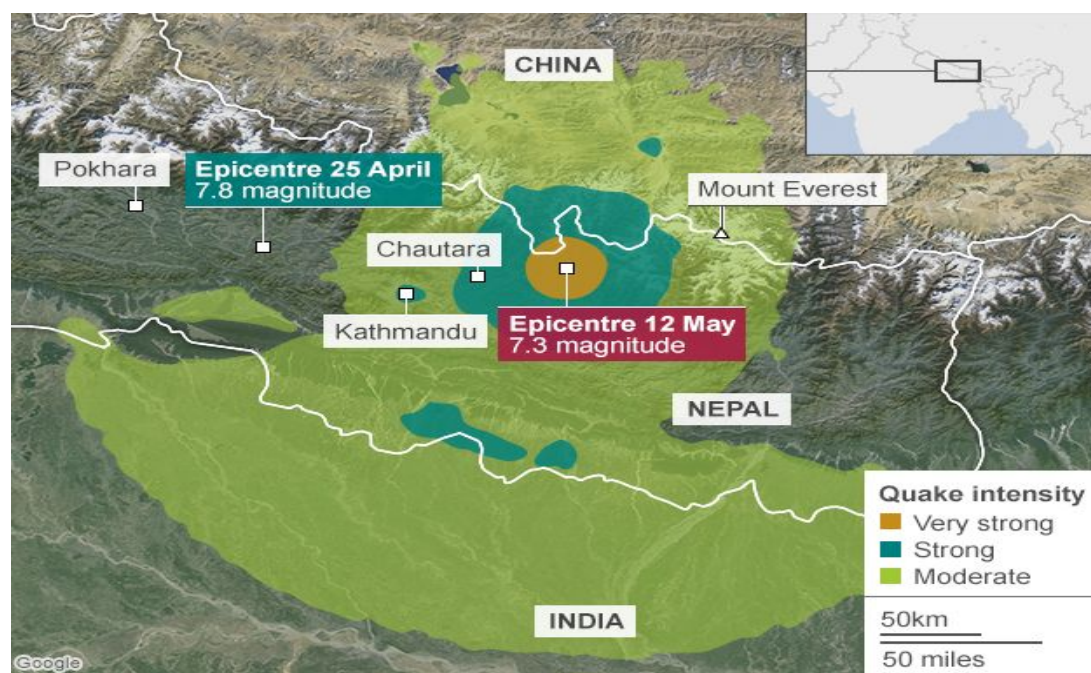 CHINA
Pokhara
Epicentre 25 April
7.8 magnitude
Mount Everest
Chautara
Kathmandu
Epicentre 12 May
7.3 magnitude
NEPAL
INDIA
Quake intensity
Very strong
Strong
Moderate
50km
50 miles
Google